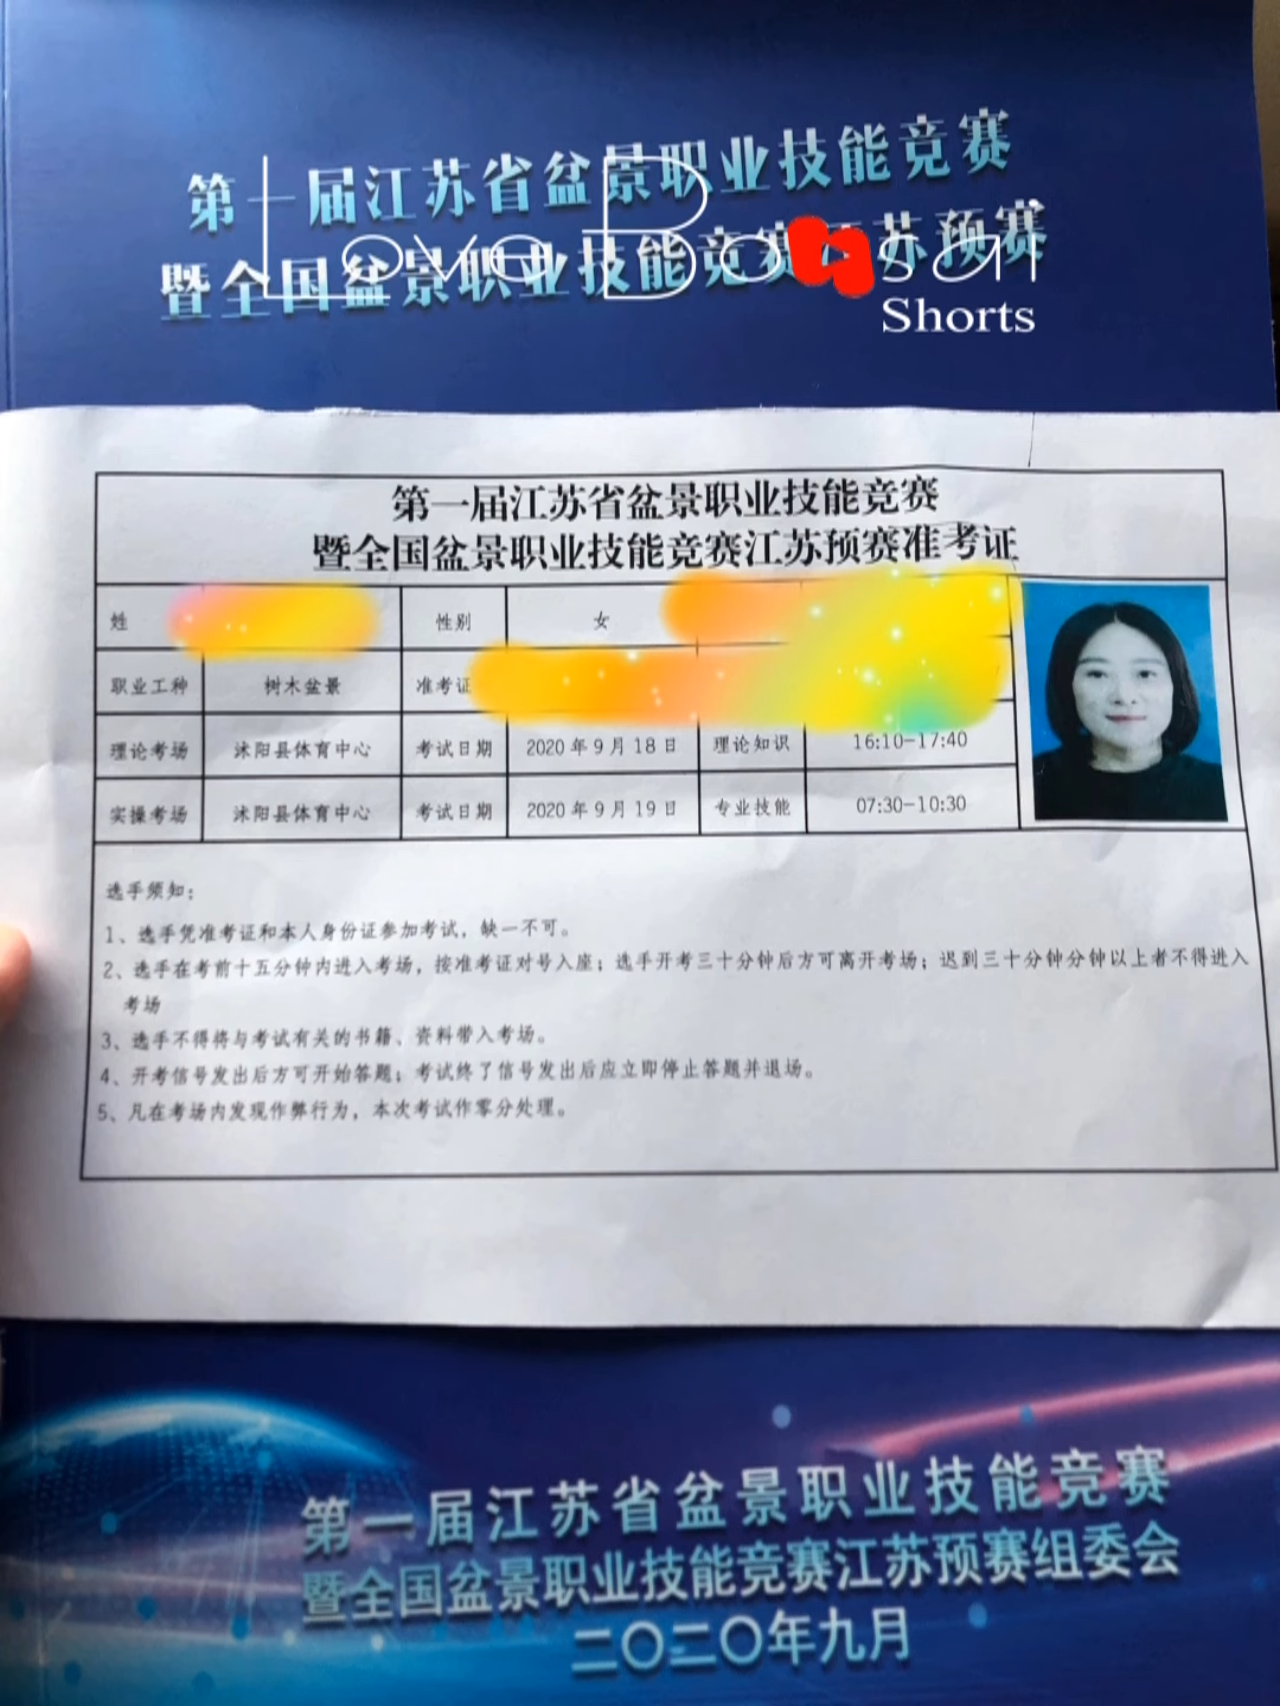 第一届江苏省盆景职业技能竞赛
暨全国盆景职业技能竞赛江苏预赛
Love Bonsai
Shorts
第一届江苏省盆景职业技能竞赛
暨全国盆景职业技能竞赛江苏预赛准考证
姓 性别 女
职业工种 树木盆景 准考证
理论考场 沭阳县体育中心 考试日期 2020年9月18日 理论知识 16:10-17:40
实操考场 沭阳县体育中心 考试日期 2020年9月19日 专业技能 07:30-10:30
选手须知：
1、选手凭准考证和本人身份证参加考试，缺一不可。
2、选手在考前十五分钟内进入考场，按准考证对号入座；选手开考三十分钟后方可离开考场；迟到三十分钟分钟以上者不得进入
考场
3、选手不得将与考试有关的书籍、资料带入考场。
4、开考信号发出后方可开始答题；考试终了信号发出后应立即停止答题并退场。
5、凡在考场内发现作弊行为，本次考试作零分处理。
第一届江苏省盆景职业技能竞赛
暨全国盆景职业技能竞赛江苏预赛组委会
二〇二〇年九月